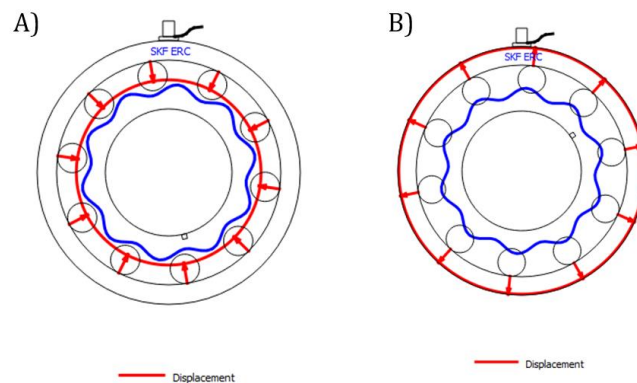 A)
SKF ERC
Displacement
B)
SKF ERC
Displacement